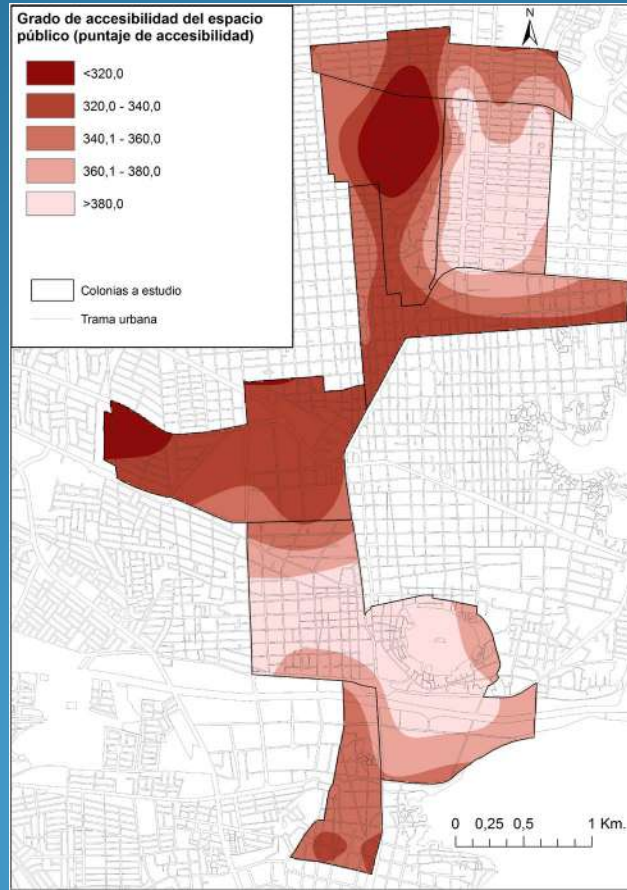 Grado de accesibilidad del espacio
público (puntaje de accesibilidad)
<320,0
320,0 - 340,0
340,1 - 360,0
360,1 - 380,0
>380,0
Colonias a estudio
Trama urbana
N
0 0,25 0,5 1 Km.